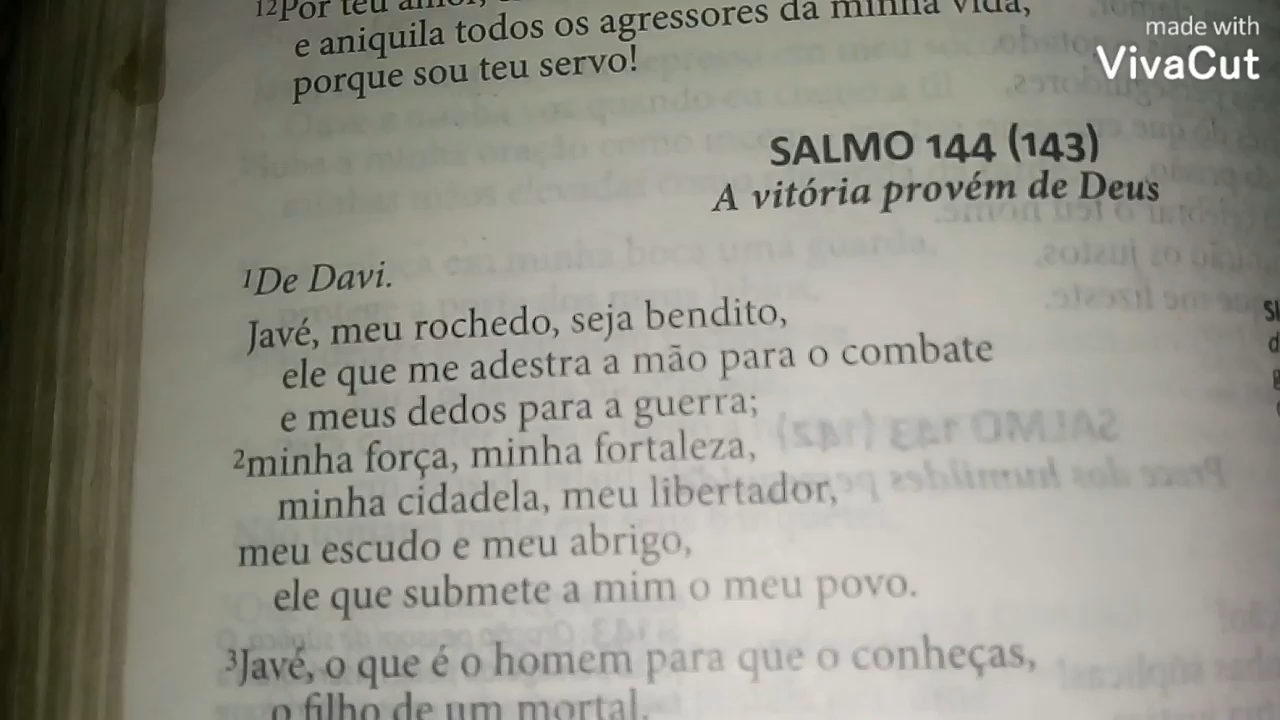 12Por teu amor,
e aniquila todos os agressores da minha vida,
porque sou teu servo!
made with
VivaCut
SALMO 144 (143)
A vitória provém de Deus
1De Davi.
Javé, meu rochedo, seja bendito,
ele que me adestra a mão para o combate
e meus dedos para a guerra;
2minha força, minha fortaleza,
minha cidadela, meu libertador,
meu escudo e meu abrigo,
ele que submete a mim o meu povo.
3Javé, o que é o homem para que o conheças,
o filho de um mortal,